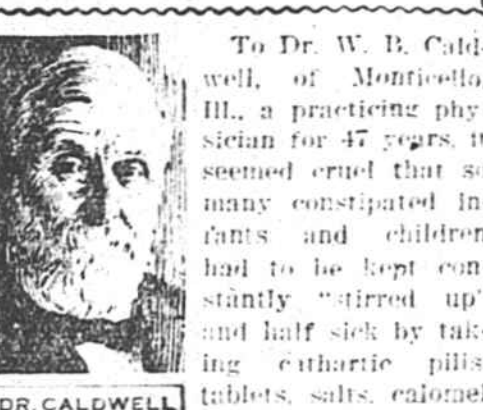 To Dr. W. B. Cald-
well, of Monticello,
Ill., a practicing phy-
sician for 47 years, it
seemed cruel that so
many constipated in-
fants and children
had to be kept con-
stantly "stirred up"
and half sick by tak-
ing cathartic pills,
tablets, salts, calomel
DR. CALDWELL